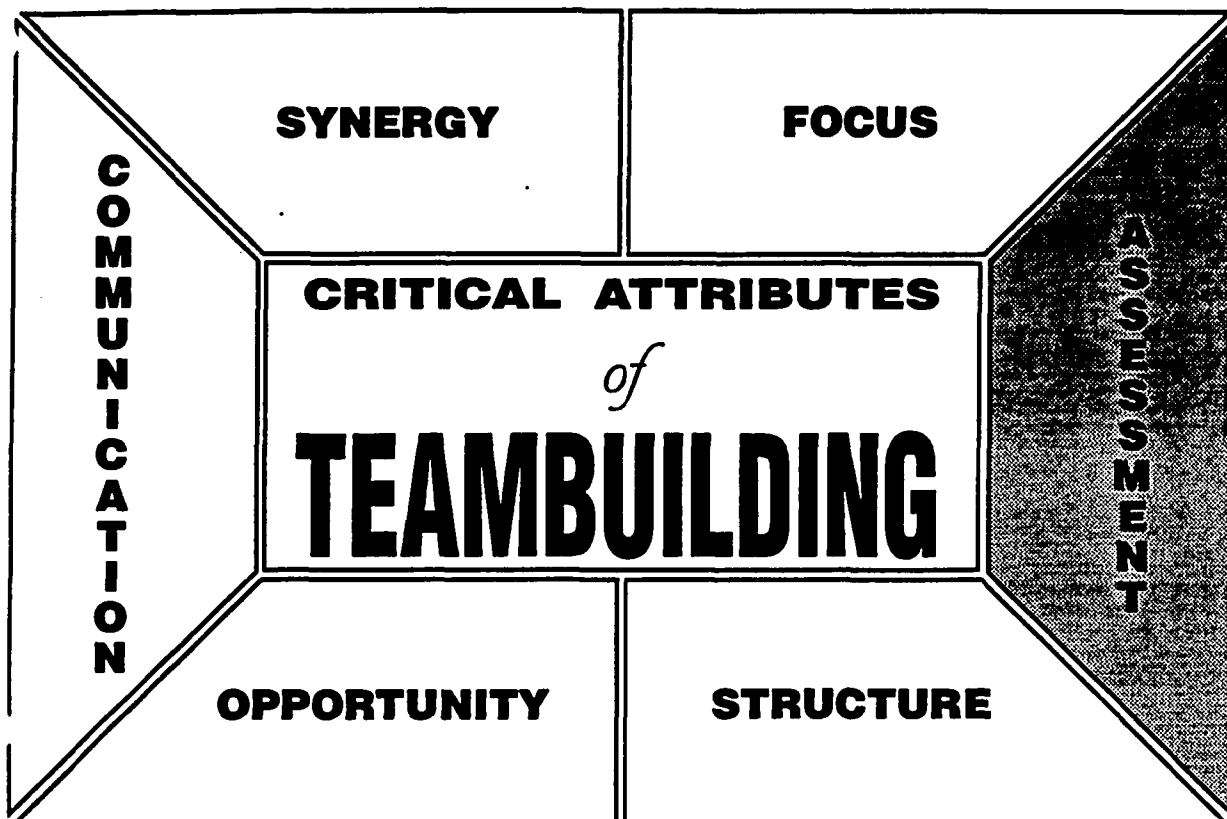 SYNERGY
FOCUS
COMMUNICATION
CRITICAL ATTRIBUTES
of
TEAMBUILDING
ASSESSMENT
OPPORTUNITY
STRUCTURE